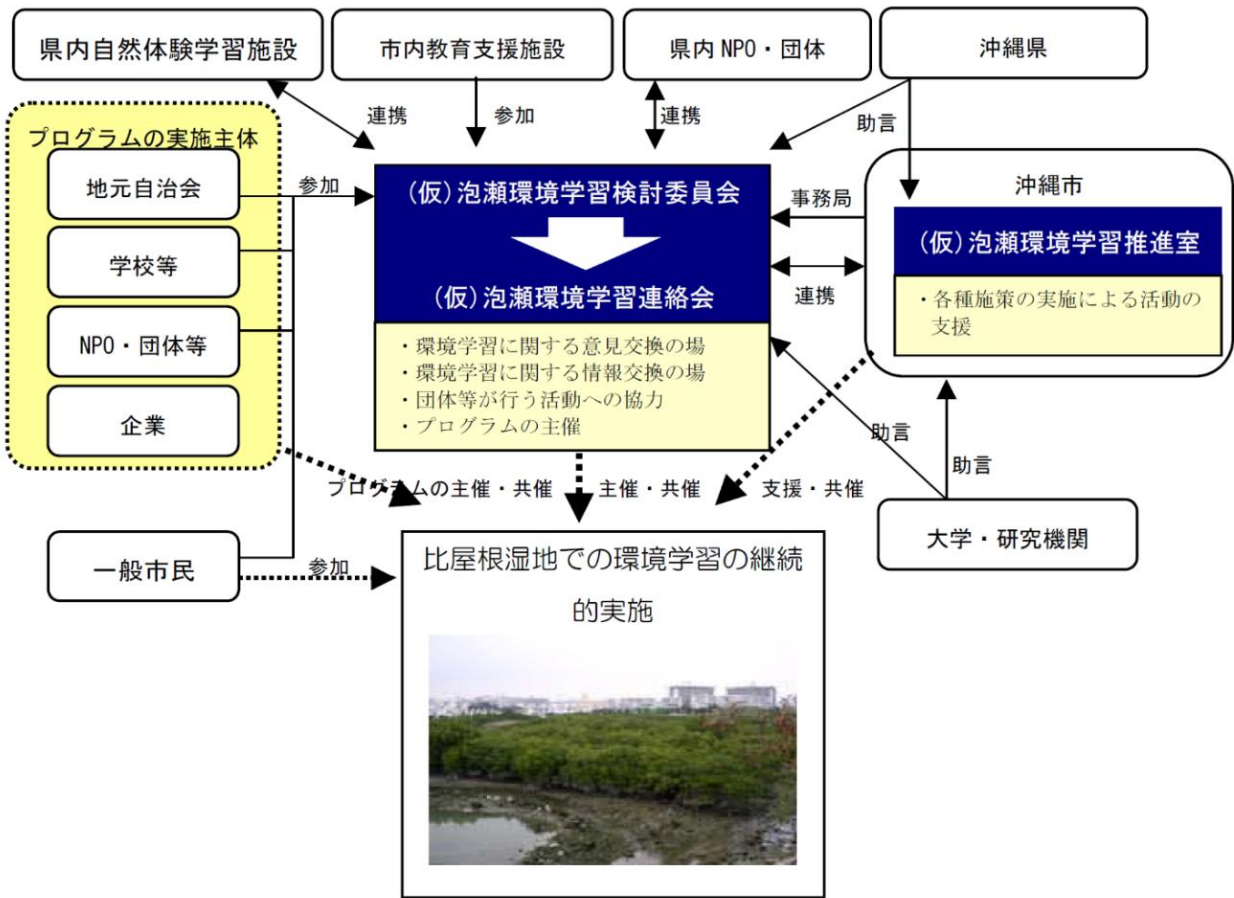 県内自然体験学習施設
市内教育支援施設
県内 NPO・団体
沖縄県
連携
参加
連携
助言
プログラムの実施主体
地元自治会
学校等
NPO・団体等
企業
参加
(仮)泡瀬環境学習検討委員会
(仮)泡瀬環境学習連絡会
・環境学習に関する意見交換の場
・環境学習に関する情報交換の場
・団体等が行う活動への協力
・プログラムの主催
事務局
連携
沖縄市
(仮)泡瀬環境学習推進室
・各種施策の実施による活動の
支援
助言
助言
プログラムの主催・共催
主催・共催
支援・共催
大学・研究機関
一般市民
参加
比屋根湿地での環境学習の継続
的実施